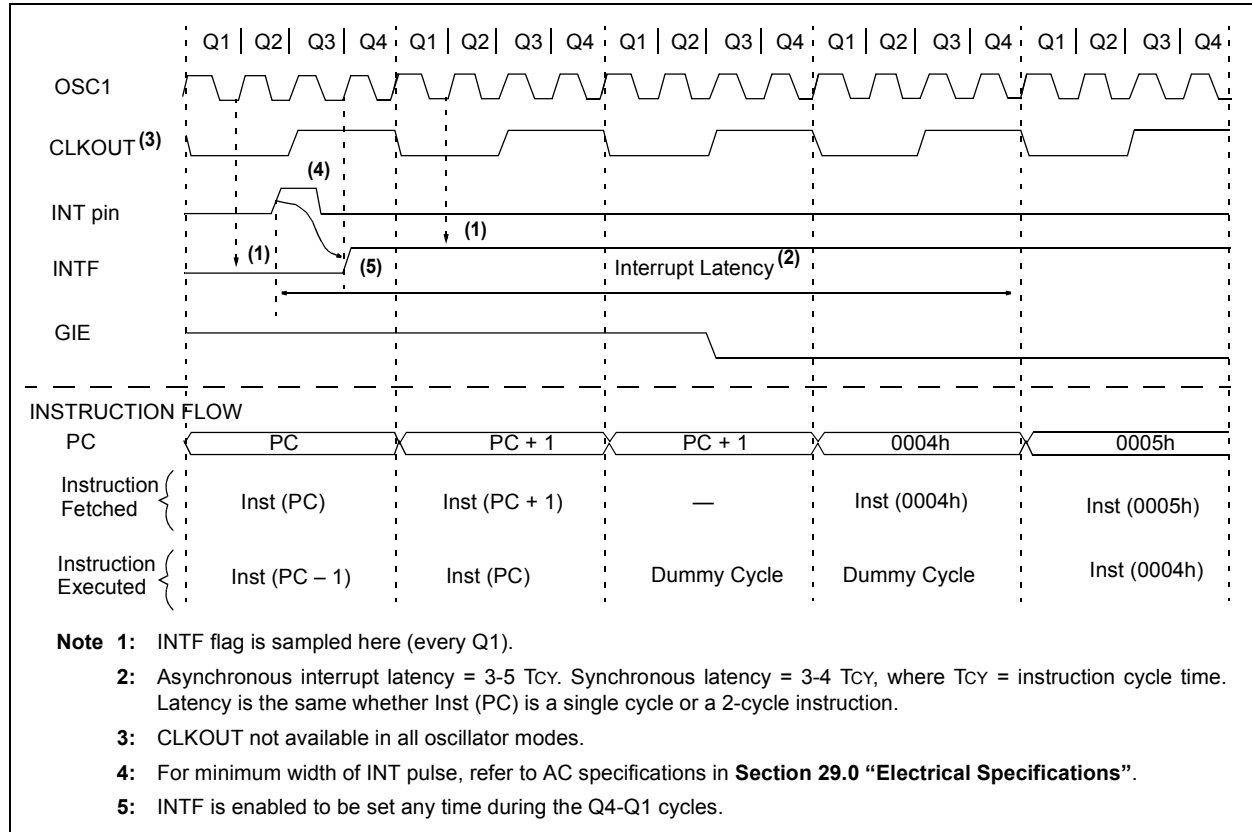 Q1 Q2 Q3 Q4 Q1 Q2 Q3 Q4 Q1 Q2 Q3 Q4 Q1 Q2 Q3 Q4 Q1 Q2 Q3 Q4
OSC1
CLKOUT (3)
(4)
INT pin
(1)
(1)
INTF
(5)
Interrupt Latency (2)
GIE
INSTRUCTION FLOW
PC PC PC + 1 PC + 1 0004h 0005h
Instruction
Fetched
Inst (PC) Inst (PC + 1) — Inst (0004h) Inst (0005h)
Instruction
Executed
Inst (PC – 1) Inst (PC) Dummy Cycle Dummy Cycle Inst (0004h)
Note 1: INTF flag is sampled here (every Q1).
2: Asynchronous interrupt latency = 3-5 TCY. Synchronous latency = 3-4 TCY, where TCY = instruction cycle time.
Latency is the same whether Inst (PC) is a single cycle or a 2-cycle instruction.
3: CLKOUT not available in all oscillator modes.
4: For minimum width of INT pulse, refer to AC specifications in Section 29.0 “Electrical Specifications”.
5: INTF is enabled to be set any time during the Q4-Q1 cycles.